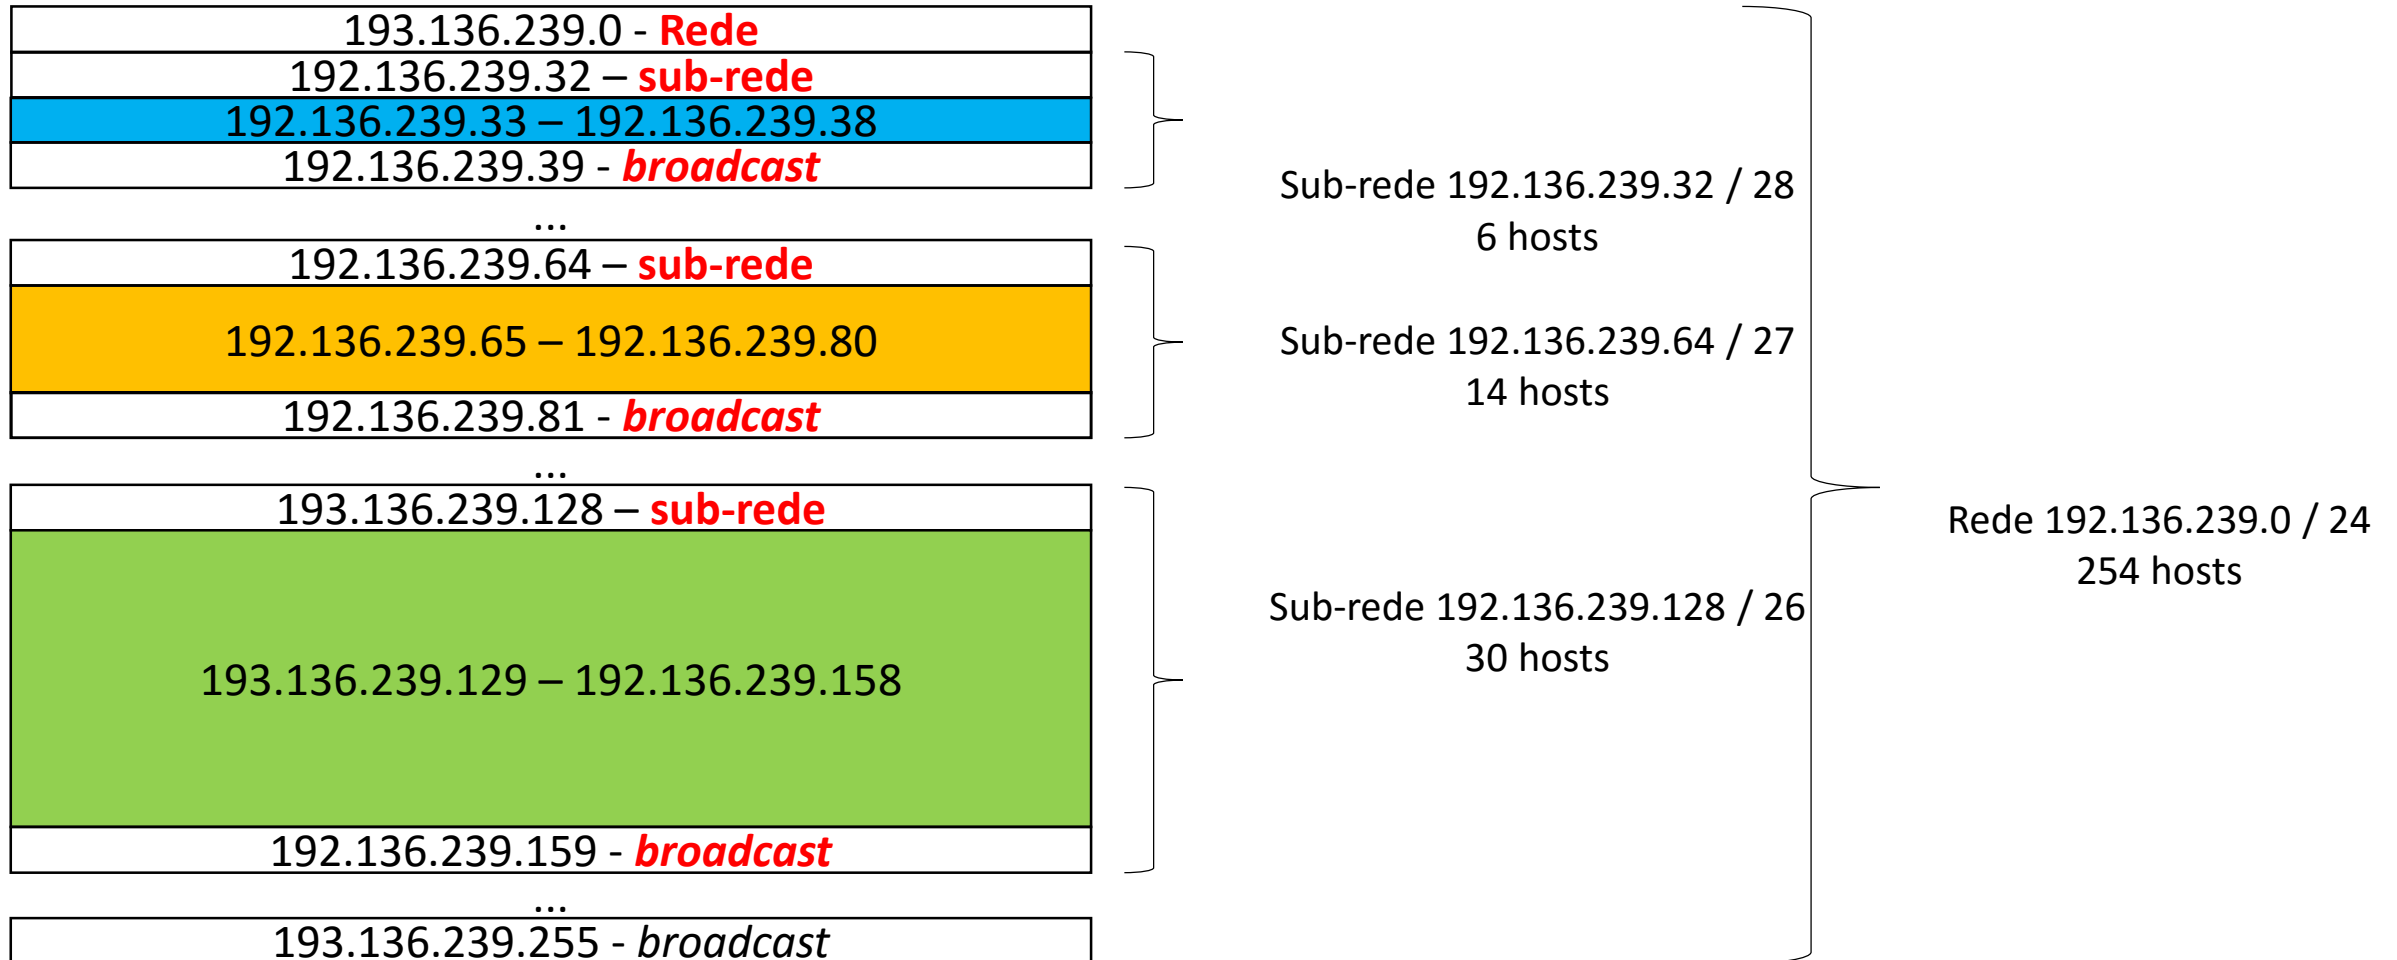 193.136.239.0 - Rede
192.136.239.32 – sub-rede
192.136.239.33 – 192.136.239.38
192.136.239.39 - broadcast
...
192.136.239.64 – sub-rede
192.136.239.65 – 192.136.239.80
192.136.239.81 - broadcast
...
193.136.239.128 – sub-rede
193.136.239.129 – 192.136.239.158
192.136.239.159 - broadcast
...
193.136.239.255 - broadcast
Sub-rede 192.136.239.32 / 28
6 hosts
Sub-rede 192.136.239.64 / 27
14 hosts
Sub-rede 192.136.239.128 / 26
30 hosts
Rede 192.136.239.0 / 24
254 hosts